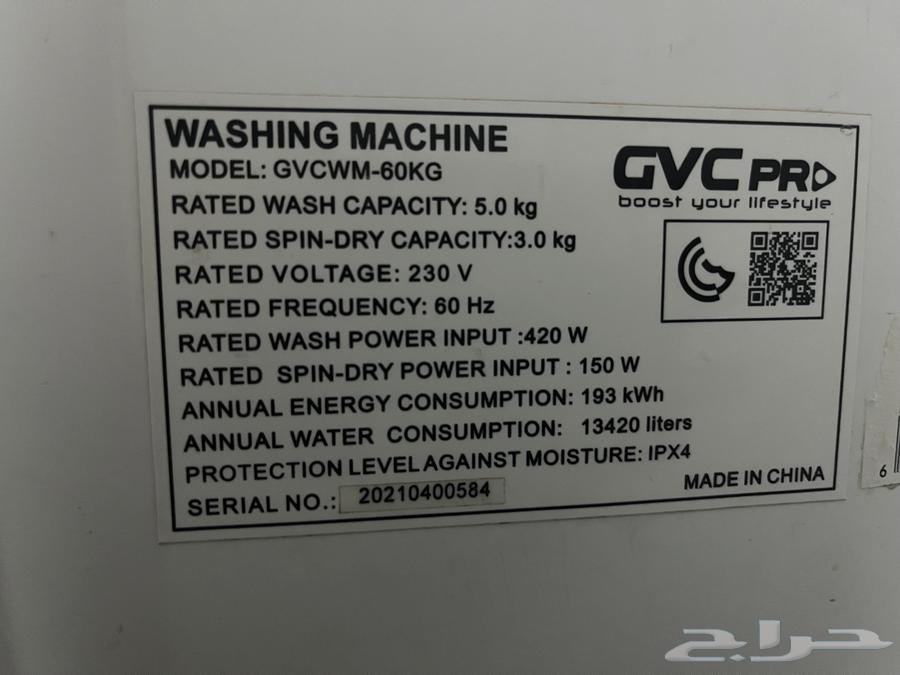 WASHING MACHINE
MODEL: GVCWM-60KG
RATED WASH CAPACITY: 5.0 kg
RATED SPIN-DRY CAPACITY:3.0 kg
RATED VOLTAGE: 230 V
RATED FREQUENCY: 60 Hz
RATED WASH POWER INPUT :420 W
RATED SPIN-DRY POWER INPUT : 150 W
ANNUAL ENERGY CONSUMPTION: 193 kWh
ANNUAL WATER CONSUMPTION: 13420 liters
PROTECTION LEVEL AGAINST MOISTURE: IPX4
SERIAL NO.: 20210400584
GVC PRO
boost your lifestyle
MADE IN CHINA
6
حراج